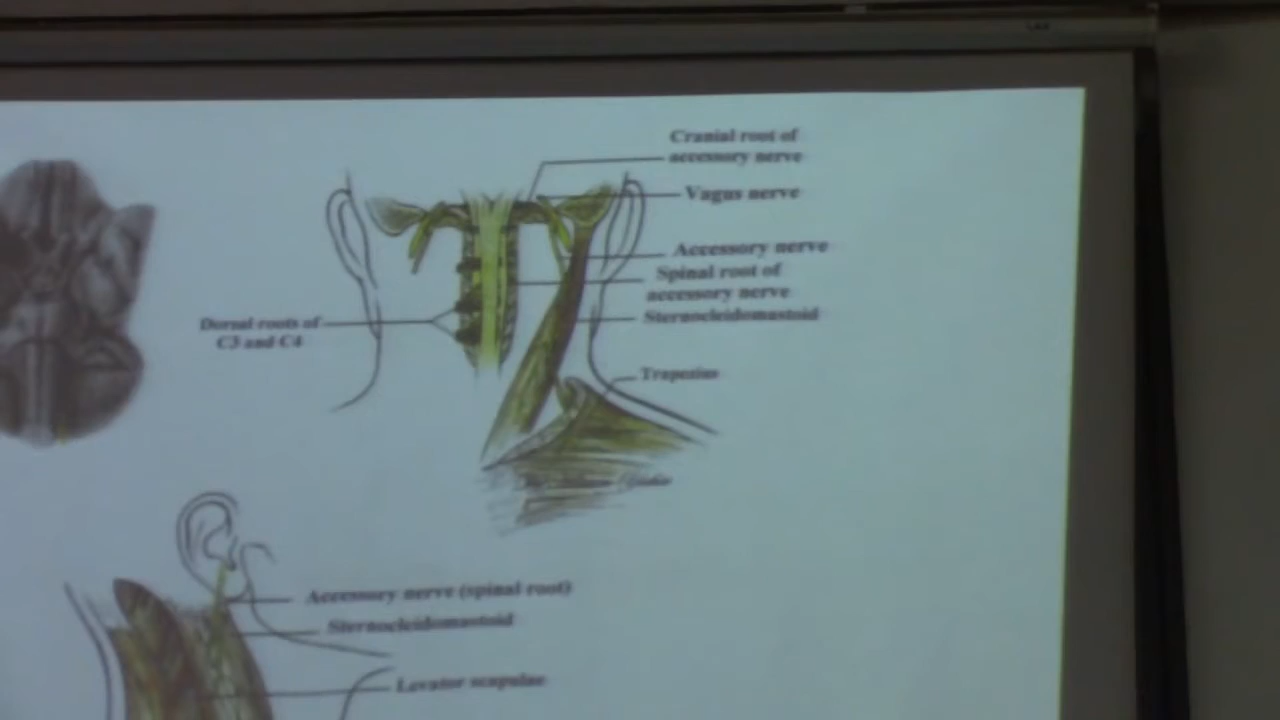 Cranial root of
accessory nerve
Vagus nerve
Accessory nerve
Spinal root of
accessory nerve
Sternocleidomastoid
Dorsal roots of
C3 and C4
Trapezius
Accessory nerve (spinal root)
Sternocleidomastoid
Levator scapulae